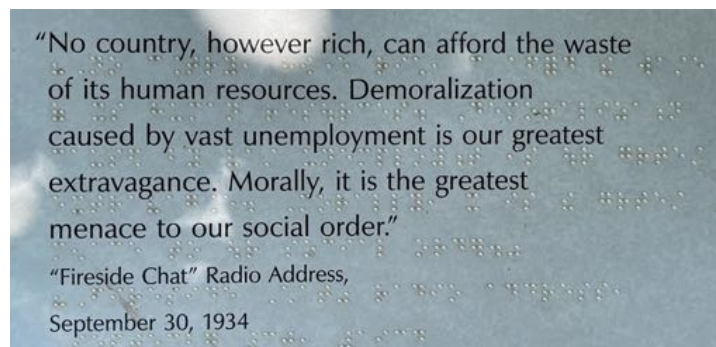 “No country, however rich, can afford the waste
of its human resources. Demoralization
caused by vast unemployment is our greatest
extravagance. Morally, it is the greatest
menace to our social order.”
“Fireside Chat” Radio Address,
September 30, 1934